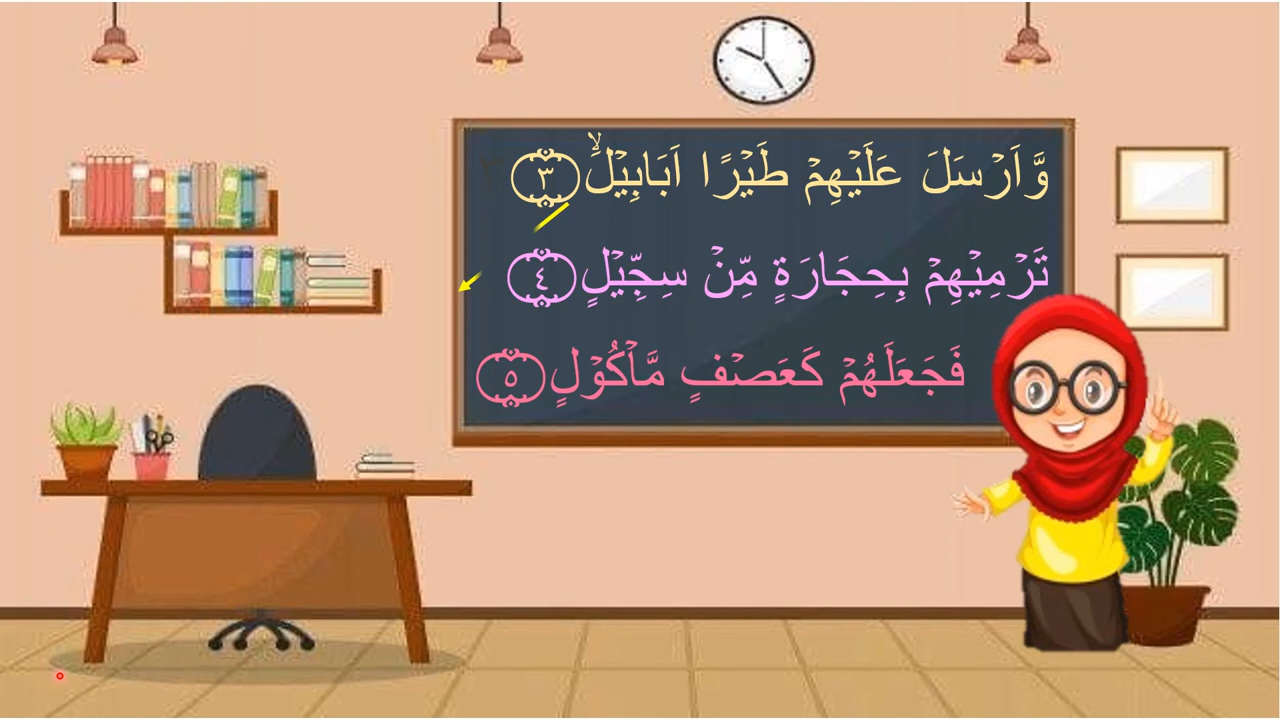 وَّاَرۡسَلَ عَلَيۡهِمۡ طَيۡرًا اَبَابِيۡلَۙ ﴿٣﴾
تَرۡمِيۡهِمۡ بِحِجَارَةٍ مِّنۡ سِجِّيۡلٍ ﴿٤﴾
فَجَعَلَهُمۡ كَعَصۡفٍ مَّاۡكُوۡلٍ ﴿٥﴾